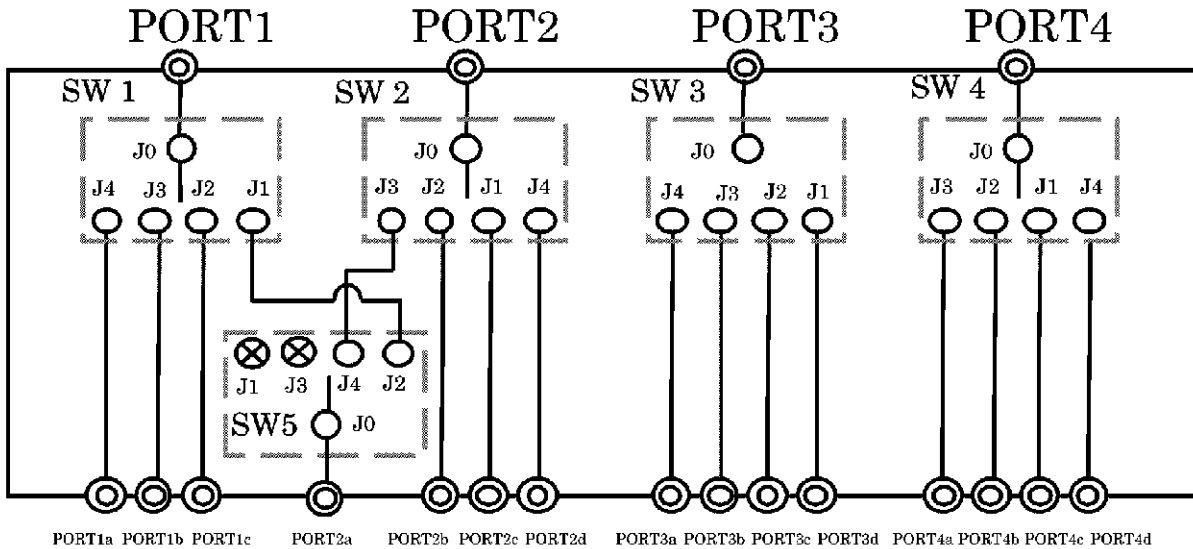 PORT1 PORT2 PORT3 PORT4
SW 1 SW 2 SW 3 SW 4
J0 J0 J0 J0
J4 J3 J2 J1 J3 J2 J1 J4 J4 J3 J2 J1 J3 J2 J1 J4
J1 J3 J4 J2
SW5 J0
PORT1a PORT1b PORT1c PORT2a PORT2b PORT2c PORT2d PORT3a PORT3b PORT3c PORT3d PORT4a PORT4b PORT4c PORT4d